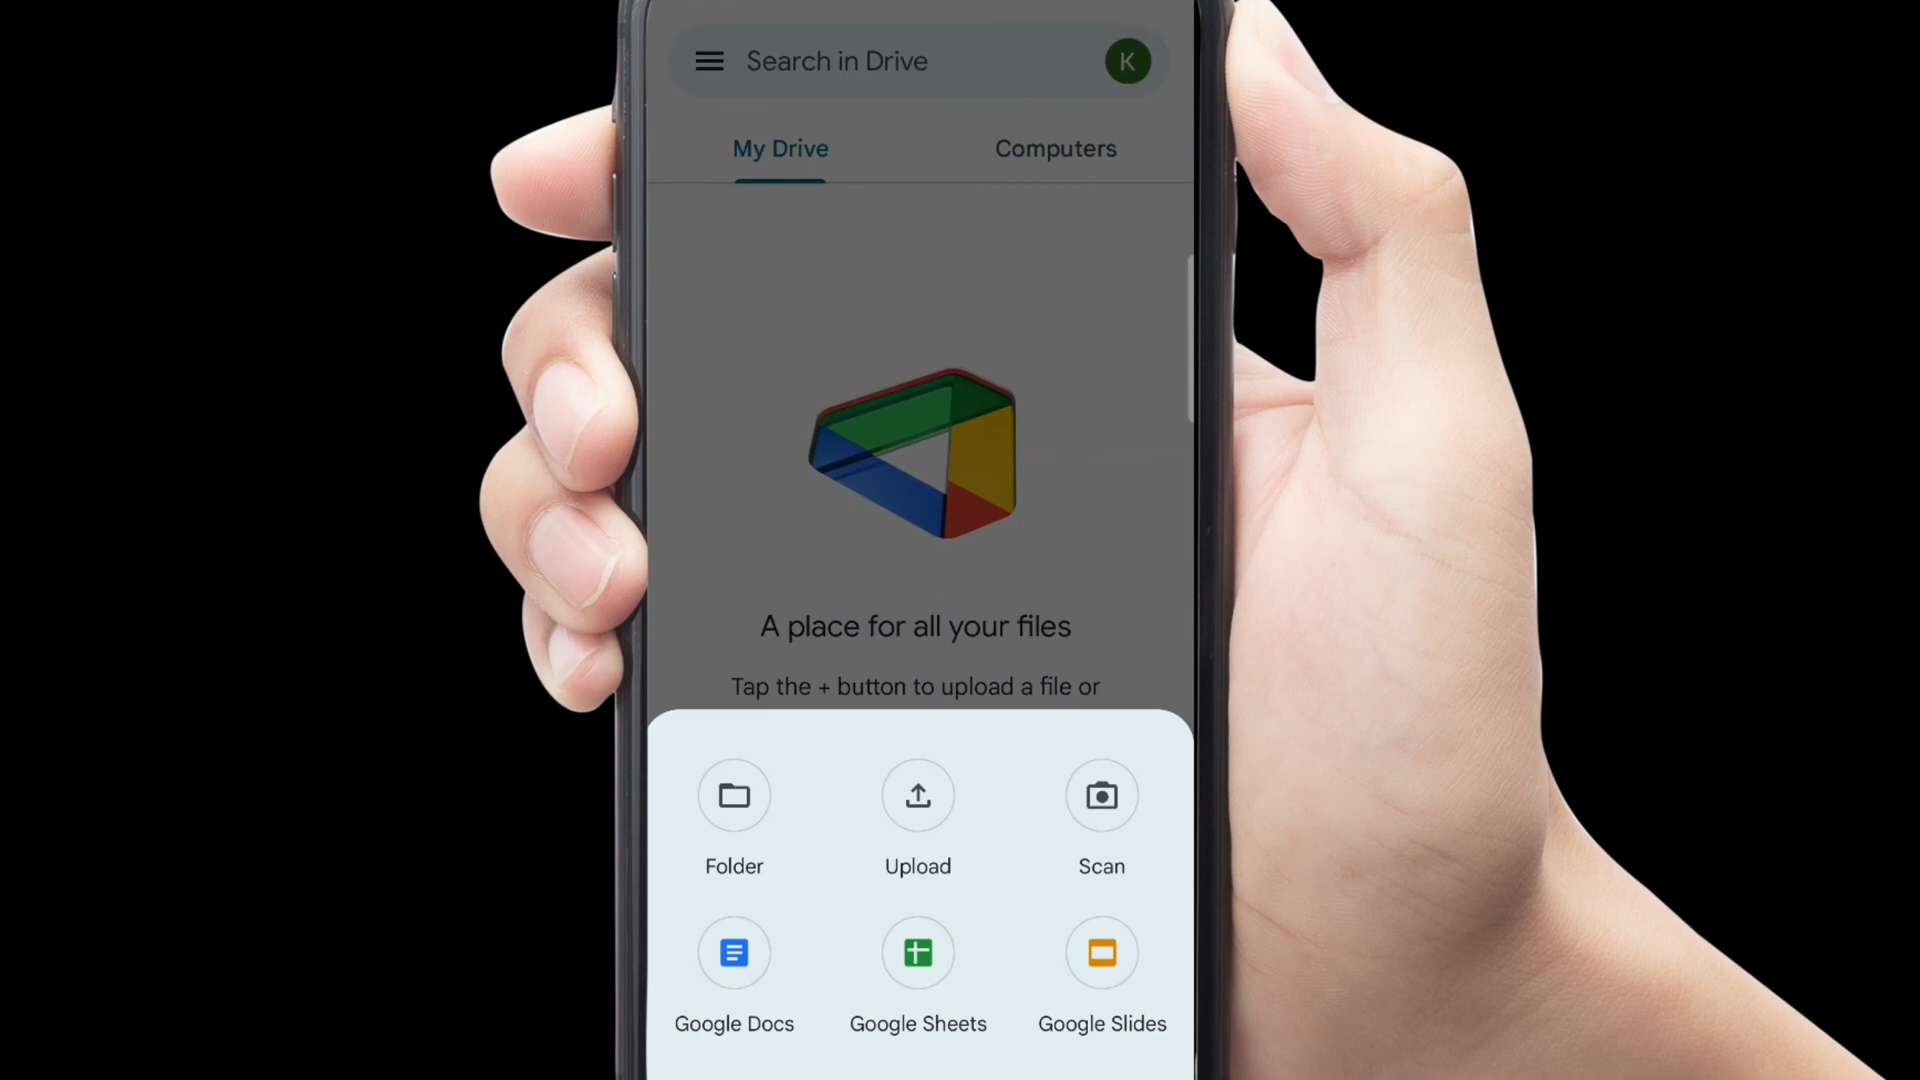 Search in Drive
K
My Drive
Computers
A place for all your files
Tap the + button to upload a file or
Folder
Upload
Scan
Google Docs
Google Sheets
Google Slides